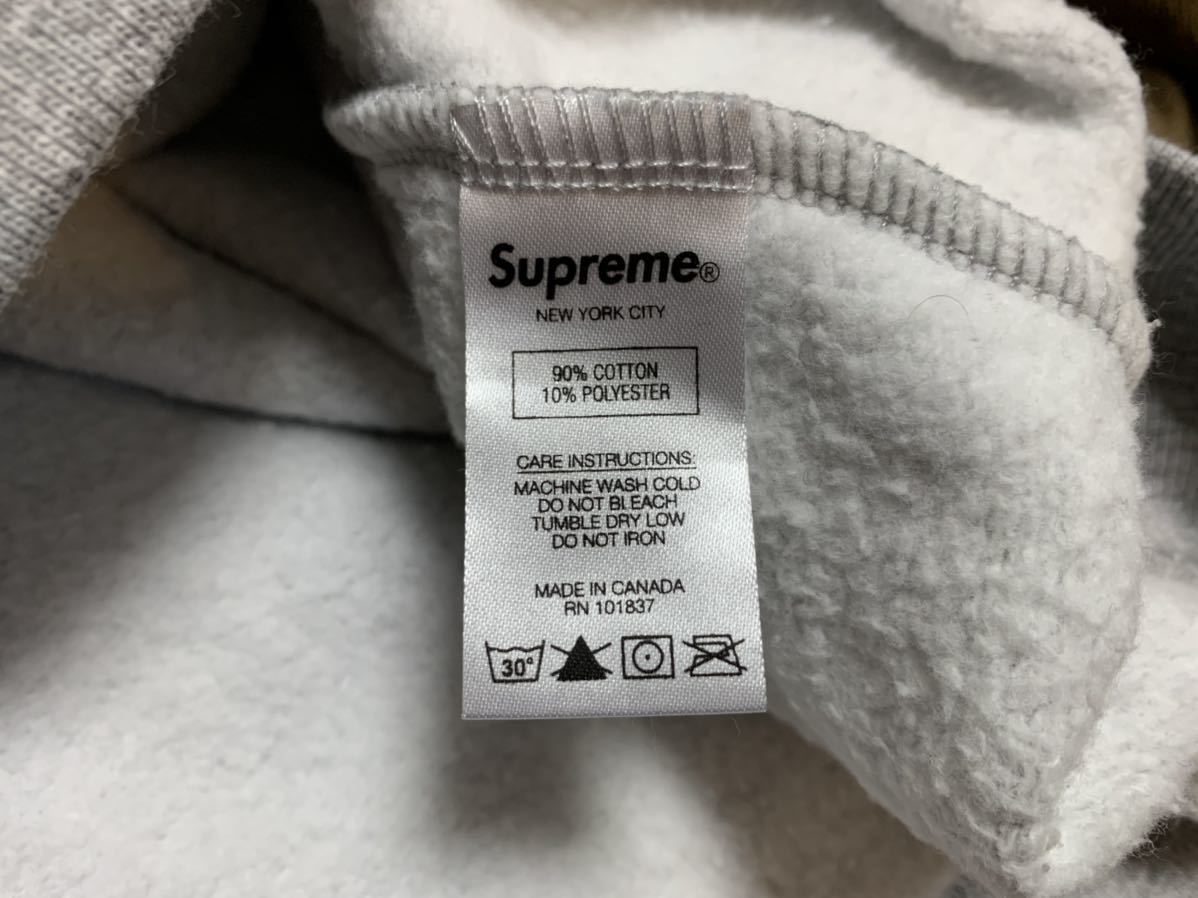 Supreme®
NEW YORK CITY
90% COTTON
10% POLYESTER
CARE INSTRUCTIONS:
MACHINE WASH COLD
DO NOT BLEACH
TUMBLE DRY LOW
DO NOT IRON
MADE IN CANADA
RN 101837
30°